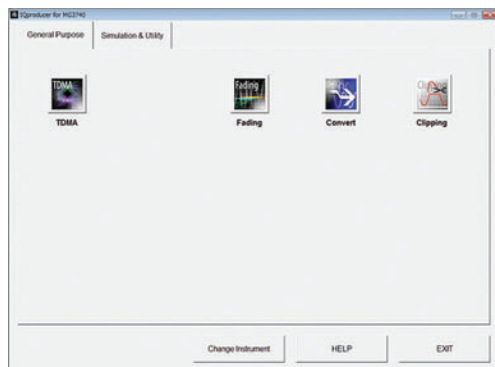 IQproducer for MG3740
General Purpose
Simulation & Utility
TDMA
Fading
Clipping
TDMA
Fading
Convert
Clipping
Change Instrument
HELP
EXIT